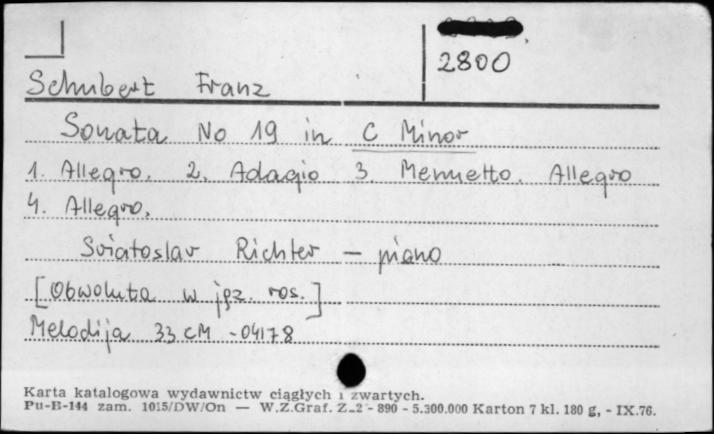 2800
Schubert Franz
Sonata No 19 in C Minor
1. Allegro. 2. Adagio 3. Menuetto. Allegro
4. Allegro.
Sviatoslav Richter – piano
[Obwoluta w jęz. ros.]
Melodija 33 CM -04178
Karta katalogowa wydawnictw ciągłych i zwartych.
Pu-B-144 zam. 1015/DW/On — W.Z.Graf. Z-2 - 890 - 5.300.000 Karton 7 kl. 180 g, - IX.76.